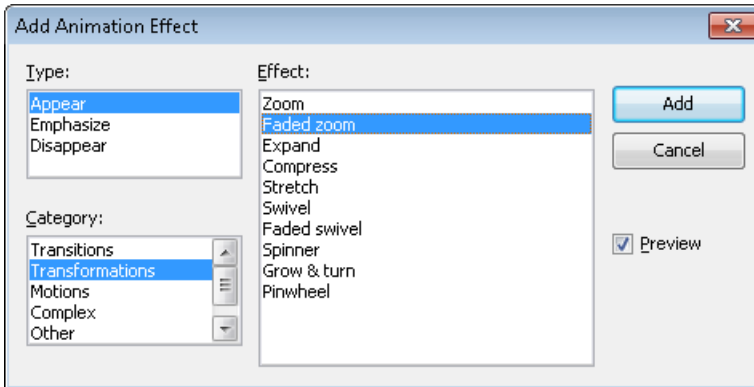 Add Animation Effect
Type:
Appear
Emphasize
Disappear
Category:
Transitions
Transformations
Motions
Complex
Other
Effect:
Zoom
Faded zoom
Expand
Compress
Stretch
Swivel
Faded swivel
Spinner
Grow & turn
Pinwheel
Add
Cancel
Preview